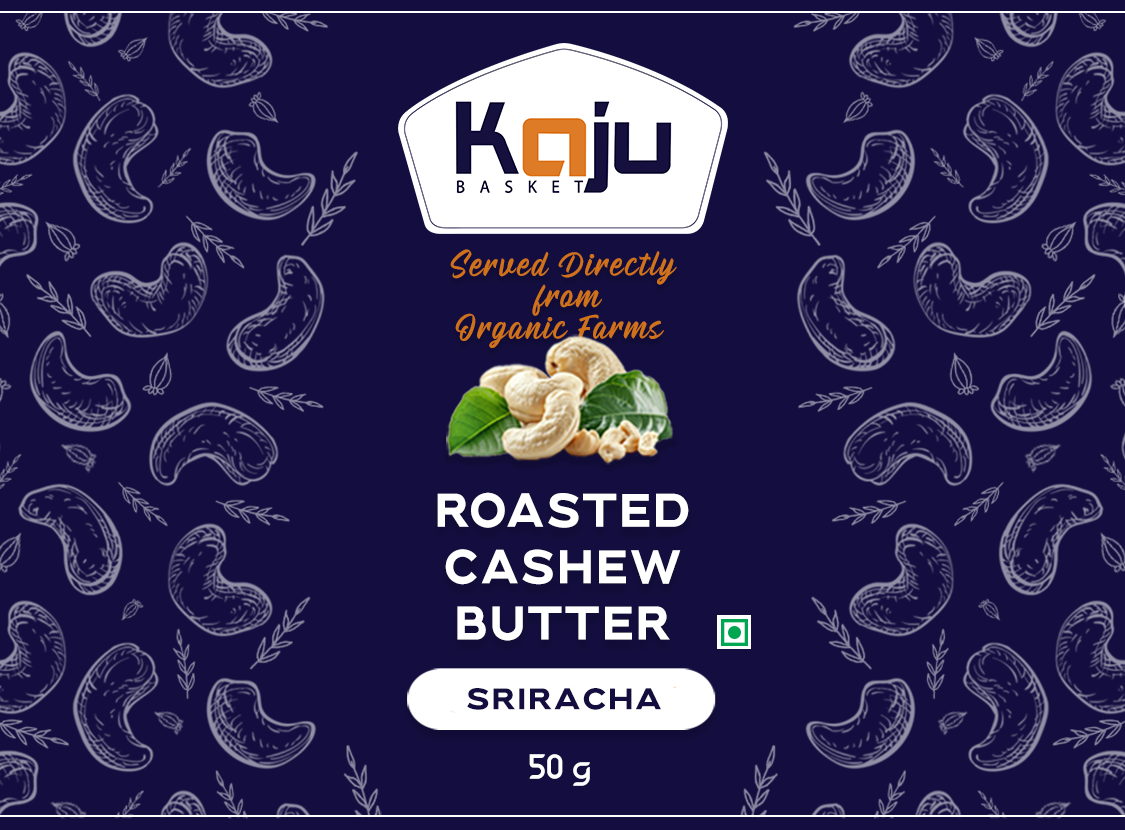 Kaju
BASKET
Served Directly
from
Organic Farms
ROASTED
CASHEW
BUTTER
SRIRACHA
50 g